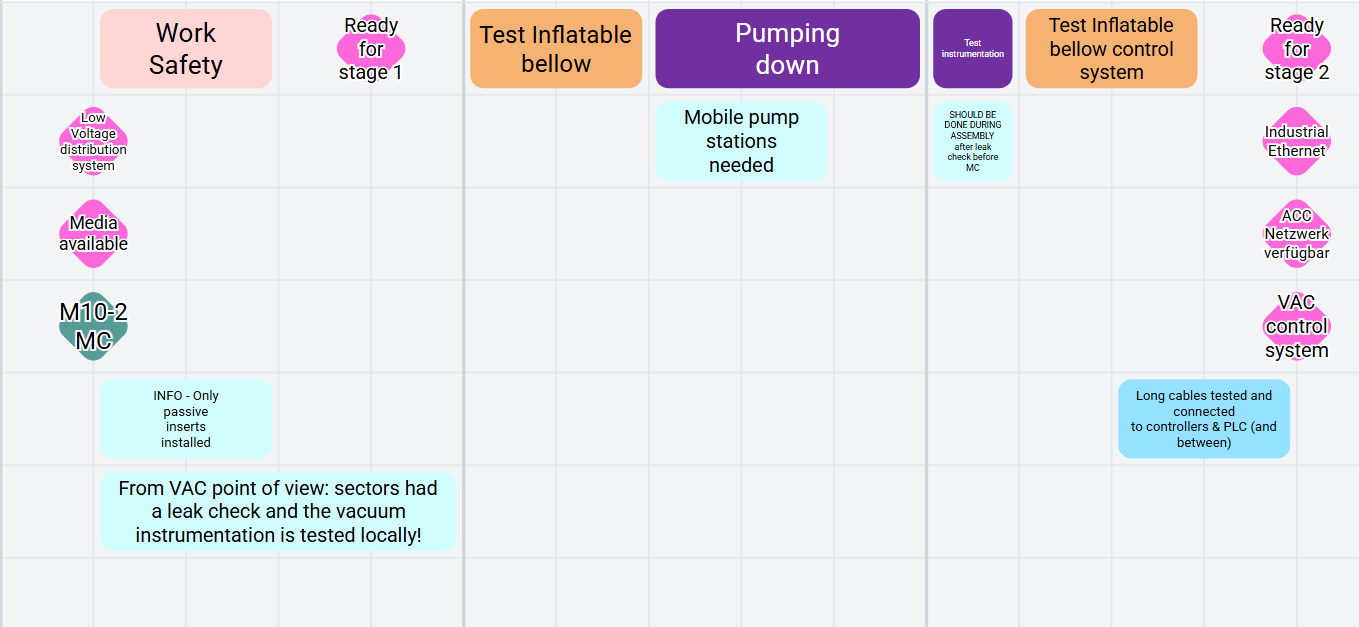 Work
Safety
Ready
for
stage 1
Test Inflatable
bellow
Pumping
down
Test
instrumentation
Test Inflatable
bellow control
system
Ready
for
stage 2
Low
Voltage
distribution
system
Mobile pump
stations
needed
SHOULD BE
DONE DURING
ASSEMBLY
after leak
check before
MC
Industrial
Ethernet
Media
available
ACC
Netzwerk
verfügbar
M10-2
MC
VAC
control
system
INFO - Only
passive
inserts
installed
Long cables tested and
connected
to controllers & PLC (and
between)
From VAC point of view: sectors had
a leak check and the vacuum
instrumentation is tested locally!